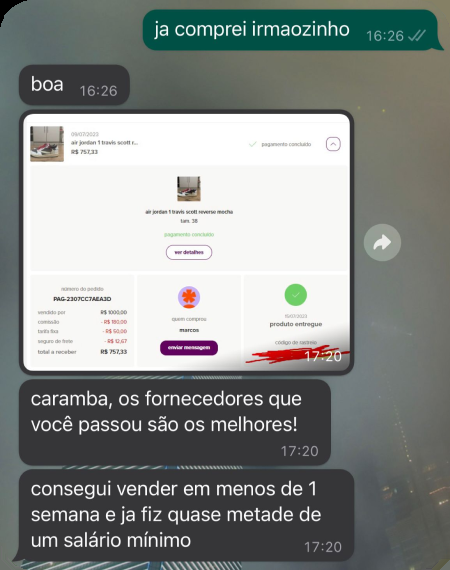 ja comprei irmaozinho 16:26
boa 16:26
09/07/2023
air jordan 1 travis scott r...
R$ 757,33
pagamento concluído
air jordan 1 travis scott reverse mocha
tam. 38
pagamento concluído
ver detalhes
número do pedido
PAG-2307CC7AEA3D
vendido por R$ 1000,00
comissão - R$ 180,00
tarifa fixa - R$ 50,00
seguro de frete - R$ 12,67
total a receber R$ 757,33
quem comprou
marcos
enviar mensagem
15/07/2023
produto entregue
código de rastreio
17:20
caramba, os fornecedores que
você passou são os melhores!
17:20
consegui vender em menos de 1
semana e ja fiz quase metade de
um salário mínimo 17:20